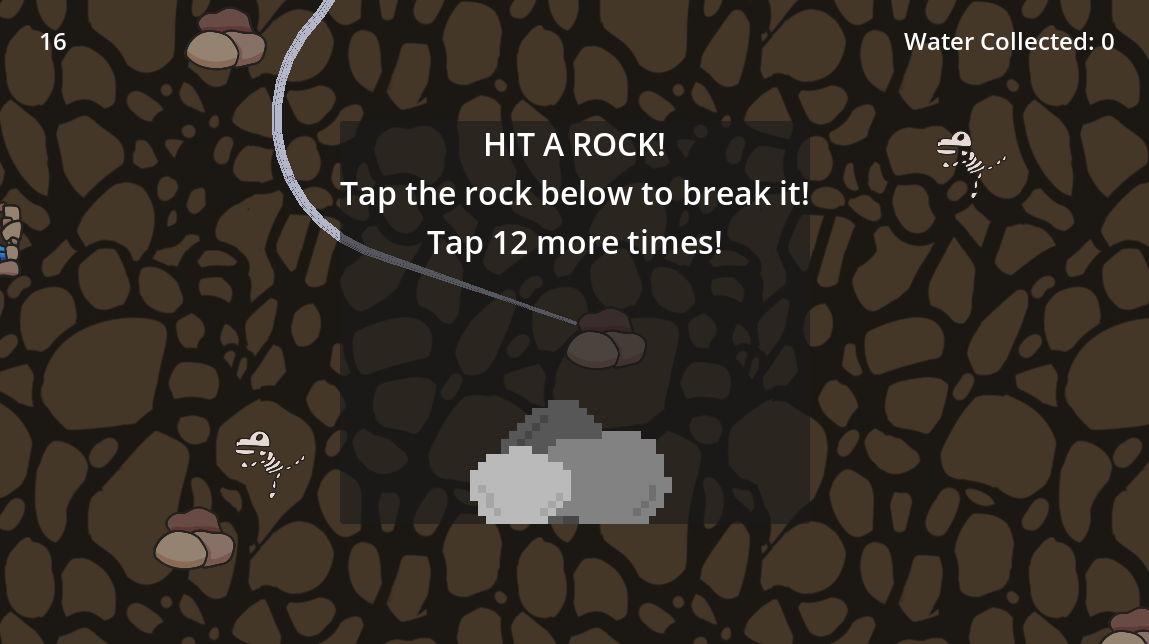 16
Water Collected: 0
HIT A ROCK!
Tap the rock below to break it!
Tap 12 more times!